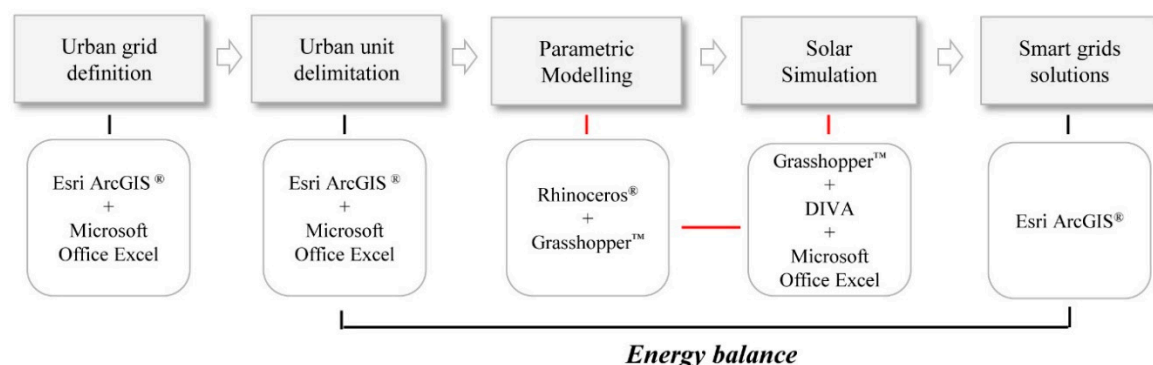 Urban grid
definition
Urban unit
delimitation
Parametric
Modelling
Solar
Simulation
Smart grids
solutions
Esri ArcGIS ®
+
Microsoft
Office Excel
Esri ArcGIS ®
+
Microsoft
Office Excel
Rhinoceros®
+
Grasshopper™
Grasshopper™
+
DIVA
+
Microsoft
Office Excel
Esri ArcGIS®
Energy balance